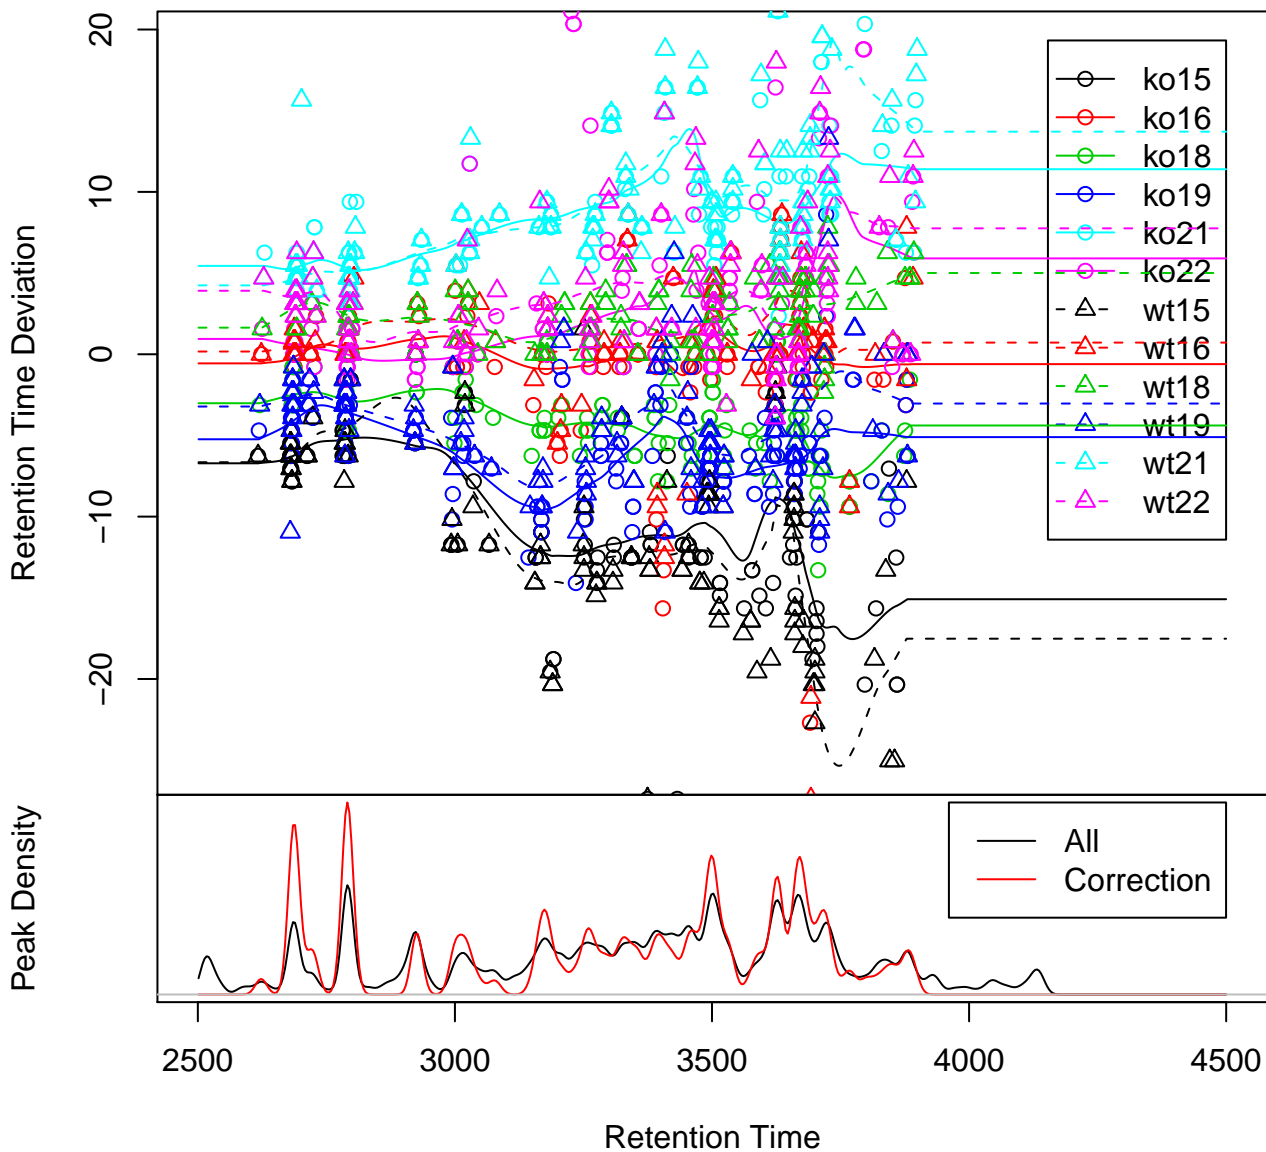 Retention Time Deviation
20
10
0
−10
−20
ko15
ko16
ko18
ko19
ko21
ko22
wt15
wt16
wt18
wt19
wt21
wt22
Peak Density
All
Correction
2500 3000 3500 4000 4500
Retention Time